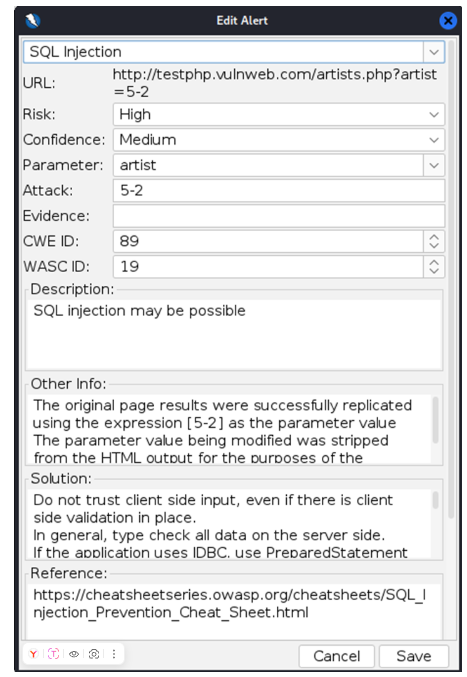 Edit Alert
SQL Injection
URL:
http://testphp.vulnweb.com/artists.php?artist
=5-2
Risk:
High
Confidence:
Medium
Parameter:
artist
Attack:
5-2
Evidence:
CWE ID:
89
WASC ID:
19
Description:
SQL injection may be possible
Other Info:
The original page results were successfully replicated
using the expression [5-2] as the parameter value
The parameter value being modified was stripped
from the HTML output for the purposes of the
Solution:
Do not trust client side input, even if there is client
side validation in place.
In general, type check all data on the server side.
If the application uses JDBC, use PreparedStatement
Reference:
https://cheatsheetseries.owasp.org/cheatsheets/SQL_I
njection_Prevention_Cheat_Sheet.html
Cancel
Save